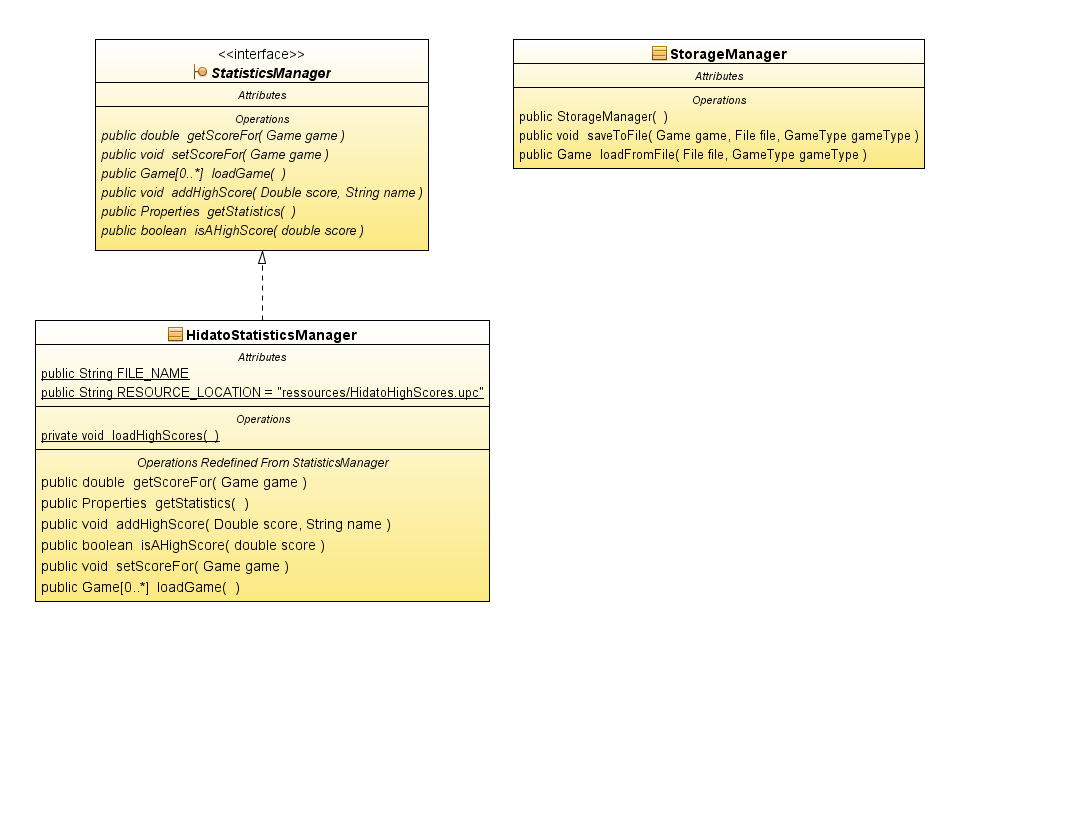 <<interface>>
StatisticsManager
Attributes
Operations
public double getScoreFor( Game game )
public void setScoreFor( Game game )
public Game[0..*] loadGame( )
public void addHighScore( Double score, String name )
public Properties getStatistics( )
public boolean isAHighScore( double score )
StorageManager
Attributes
Operations
public StorageManager( )
public void saveToFile( Game game, File file, GameType gameType )
public Game loadFromFile( File file, GameType gameType )
HidatoStatisticsManager
Attributes
public String FILE_NAME
public String RESOURCE_LOCATION = "ressources/HidatoHighScores.upc"
Operations
private void loadHighScores( )
Operations Redefined From StatisticsManager
public double getScoreFor( Game game )
public Properties getStatistics( )
public void addHighScore( Double score, String name )
public boolean isAHighScore( double score )
public void setScoreFor( Game game )
public Game[0..*] loadGame( )